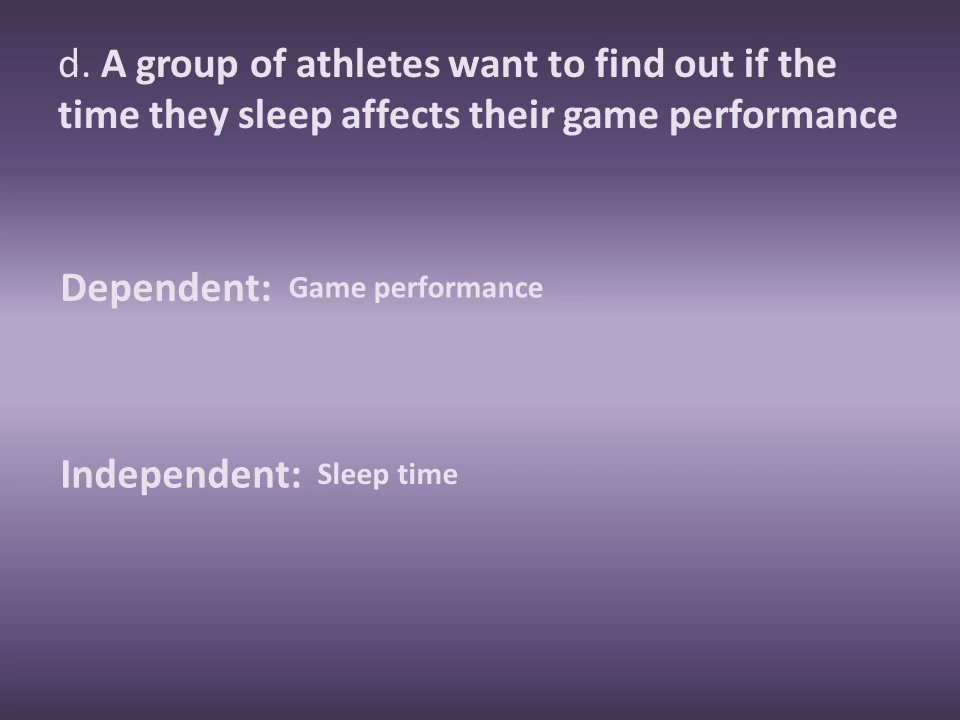 d. A group of athletes want to find out if the
time they sleep affects their game performance
Dependent: Game performance
Independent: Sleep time